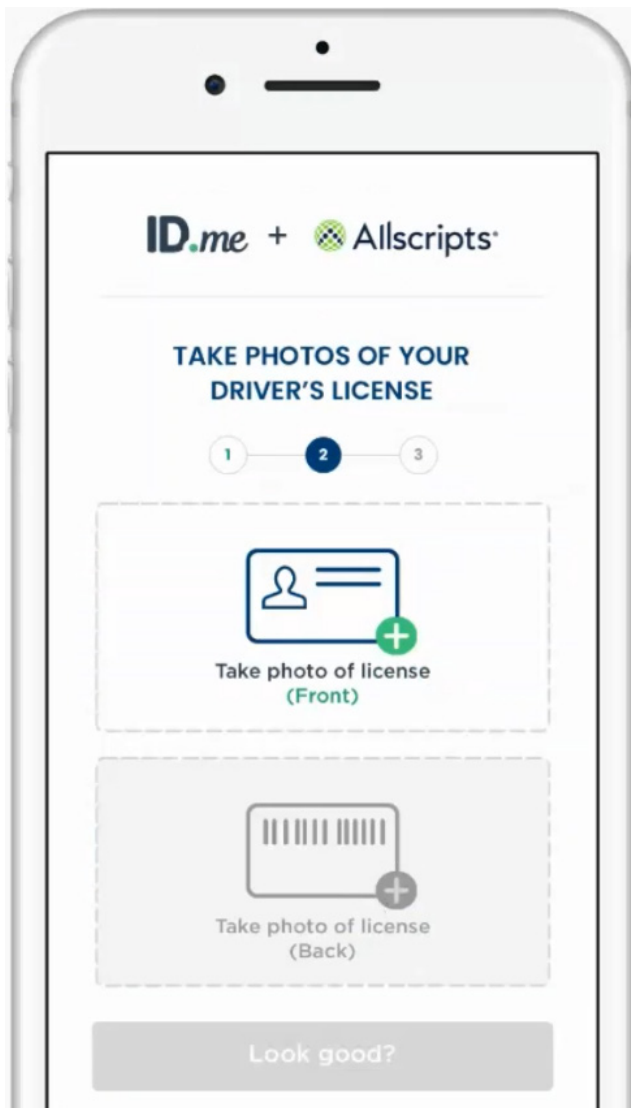 ID.me + Allscripts
TAKE PHOTOS OF YOUR
DRIVER'S LICENSE
1 2 3
Take photo of license
(Front)
Take photo of license
(Back)
Look good?